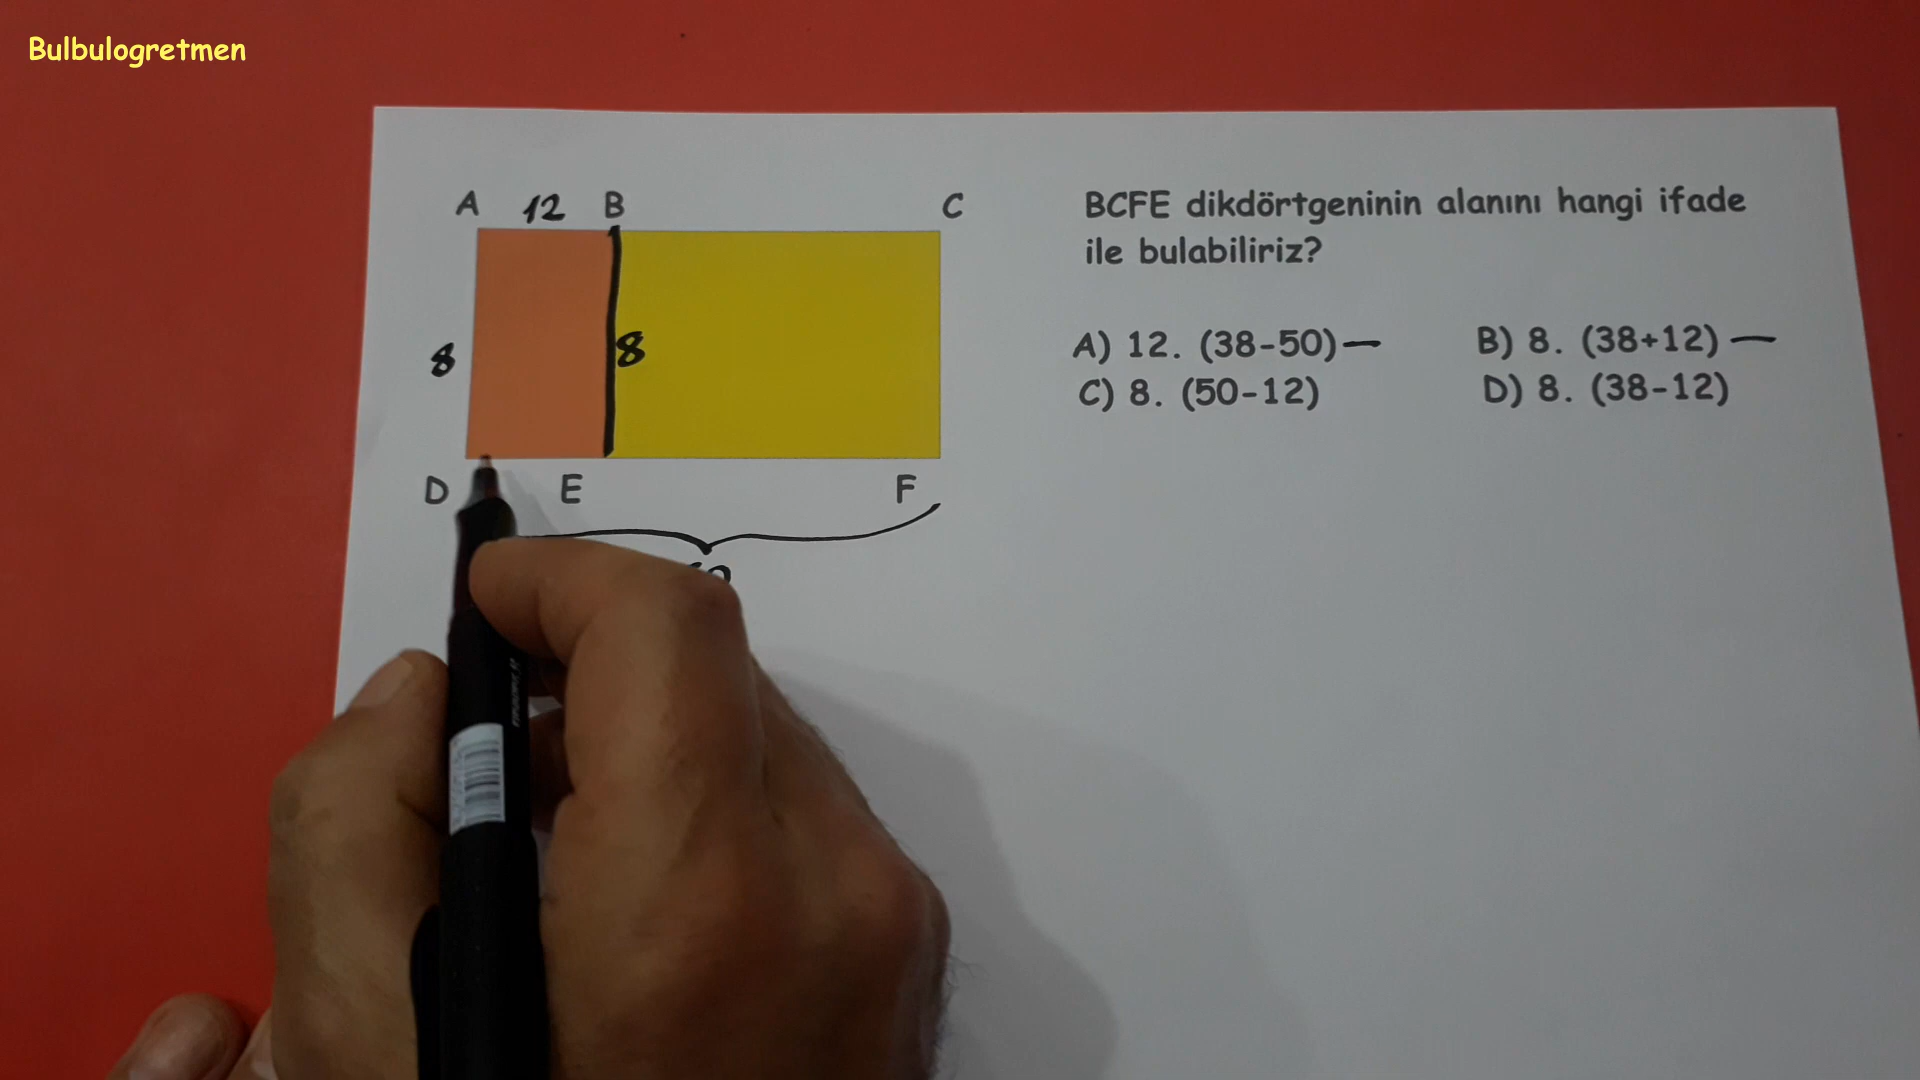 Bulbulogretmen
A 12 B C
8 8
D E F
BCFE dikdörtgeninin alanını hangi ifade
ile bulabiliriz?
A) 12. (38-50)— B) 8. (38+12)—
C) 8. (50-12) D) 8. (38-12)